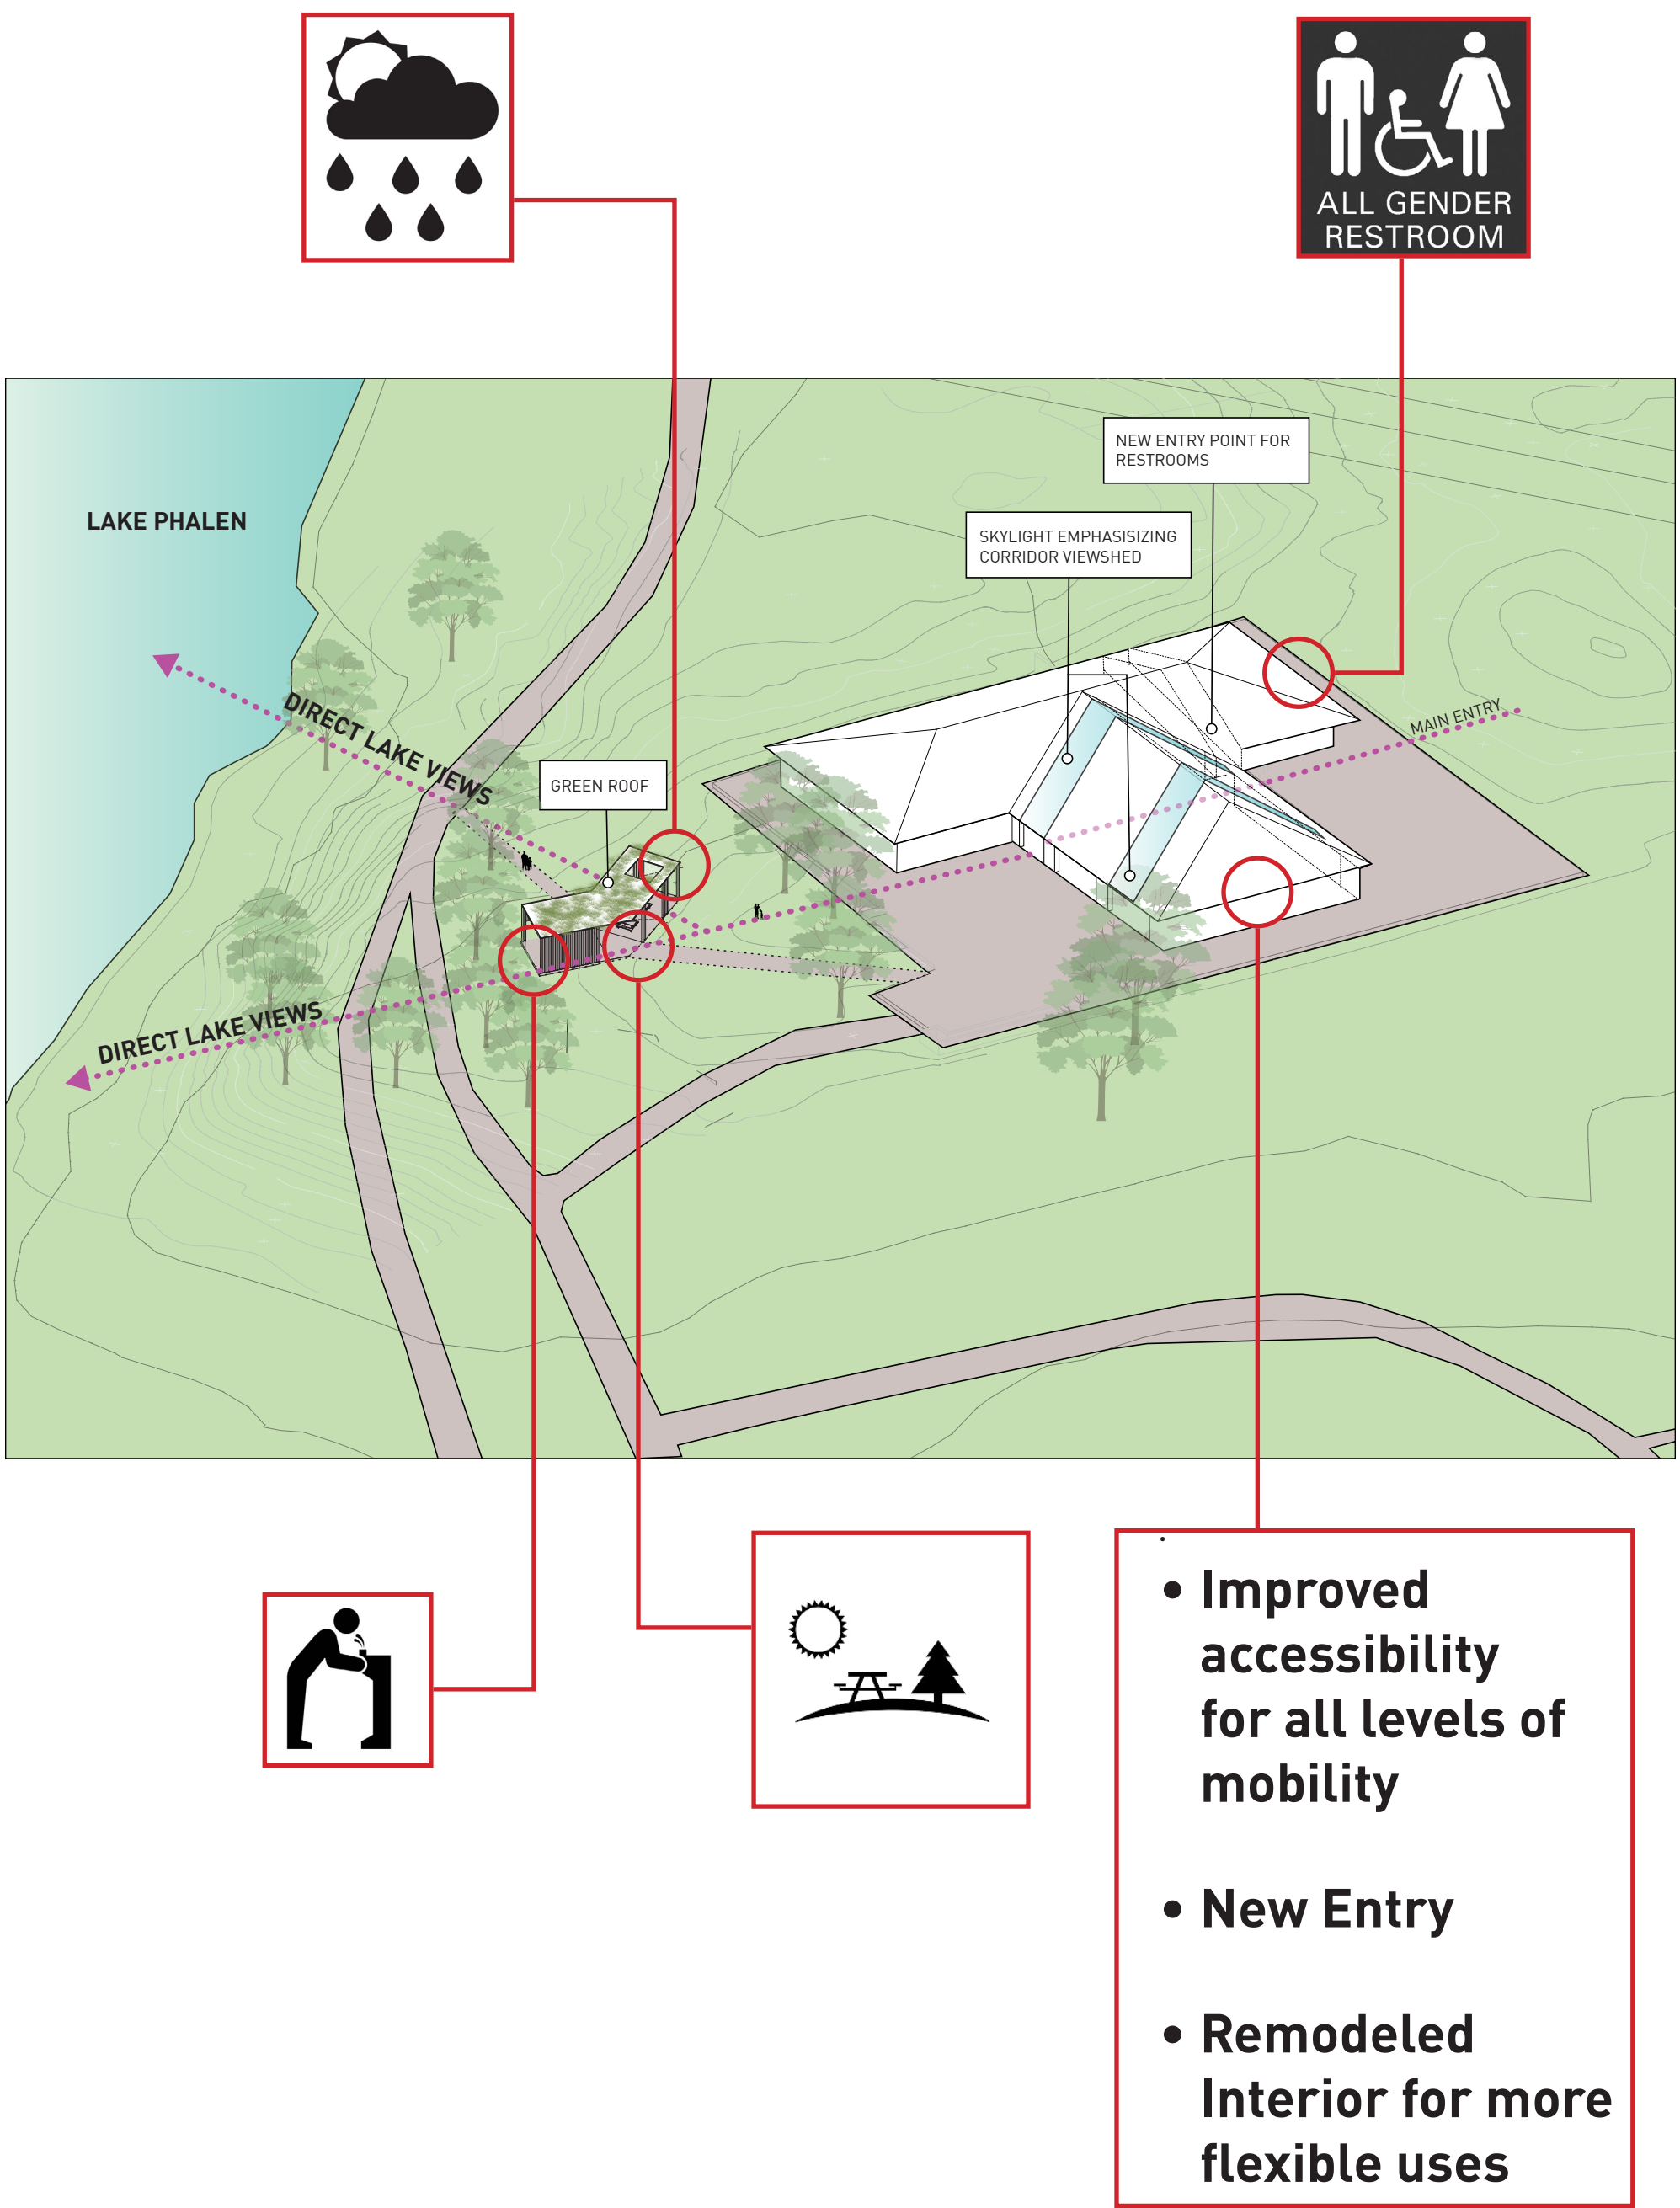 ALL GENDER
RESTROOM
NEW ENTRY POINT FOR
RESTROOMS
LAKE PHALEN
SKYLIGHT EMPHASISIZING
CORRIDOR VIEWSHED
MAIN ENTRY
DIRECT LAKE VIEWS
GREEN ROOF
DIRECT LAKE VIEWS
•
• Improved
accessibility
for all levels of
mobility
• New Entry
• Remodeled
Interior for more
flexible uses